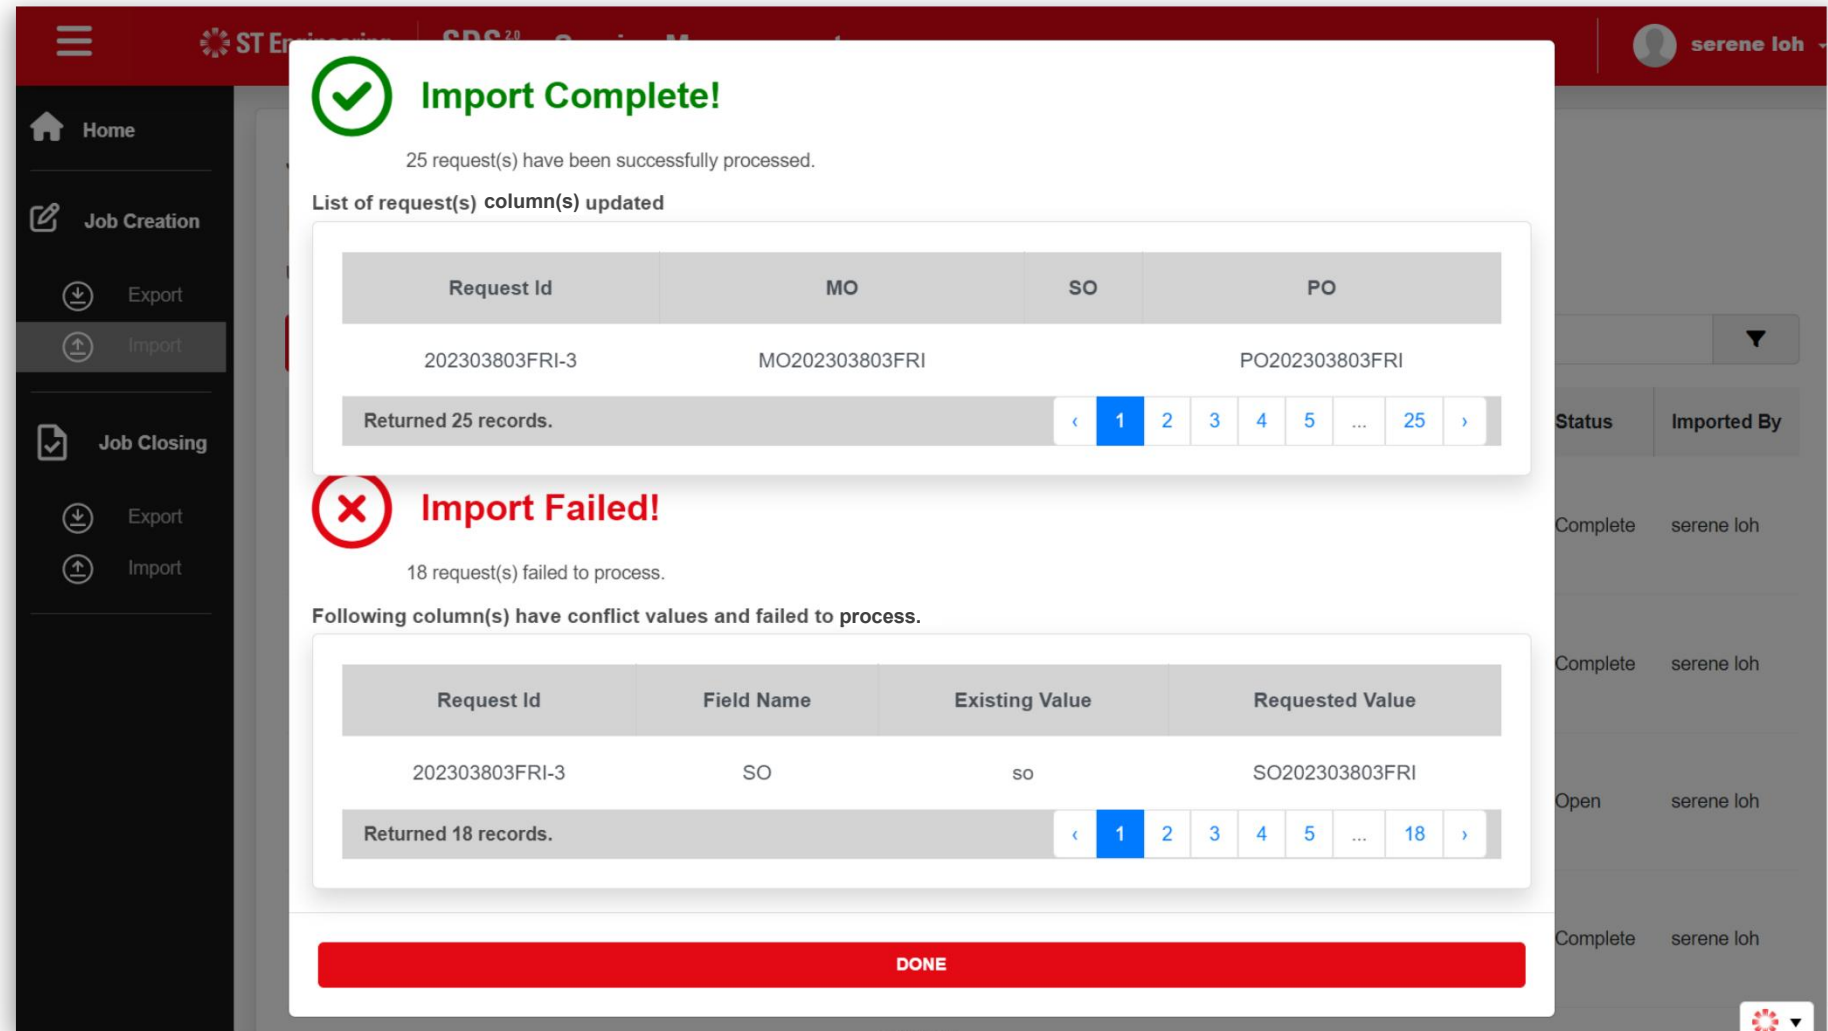 serene loh
Home
Job Creation
Export
Import
Job Closing
Export
Import
Import Complete!
25 request(s) have been successfully processed.
List of request(s) column(s) updated
Request Id MO SO PO
202303803FRI-3 MO202303803FRI PO202303803FRI
Returned 25 records. ‹ 1 2 3 4 5 ... 25 ›
Import Failed!
18 request(s) failed to process.
Following column(s) have conflict values and failed to process.
Request Id Field Name Existing Value Requested Value
202303803FRI-3 SO so SO202303803FRI
Returned 18 records. ‹ 1 2 3 4 5 ... 18 ›
DONE
Status Imported By
Complete serene loh
Complete serene loh
Open serene loh
Complete serene loh